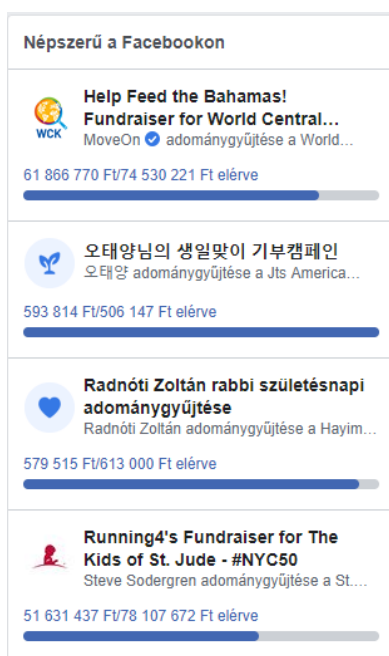 Népszerű a Facebookon
Help Feed the Bahamas!
Fundraiser for World Central...
MoveOn adománygyűjtése a World...
WCK
61 866 770 Ft/74 530 221 Ft elérve
오태양님의 생일맞이 기부캠페인
오태양 adománygyűjtése a Jts America...
593 814 Ft/506 147 Ft elérve
Radnóti Zoltán rabbi születésnapi
adománygyűjtése
Radnóti Zoltán adománygyűjtése a Hayim...
579 515 Ft/613 000 Ft elérve
Running4's Fundraiser for The
Kids of St. Jude - #NYC50
Steve Sodergren adománygyűjtése a St....
51 631 437 Ft/78 107 672 Ft elérve